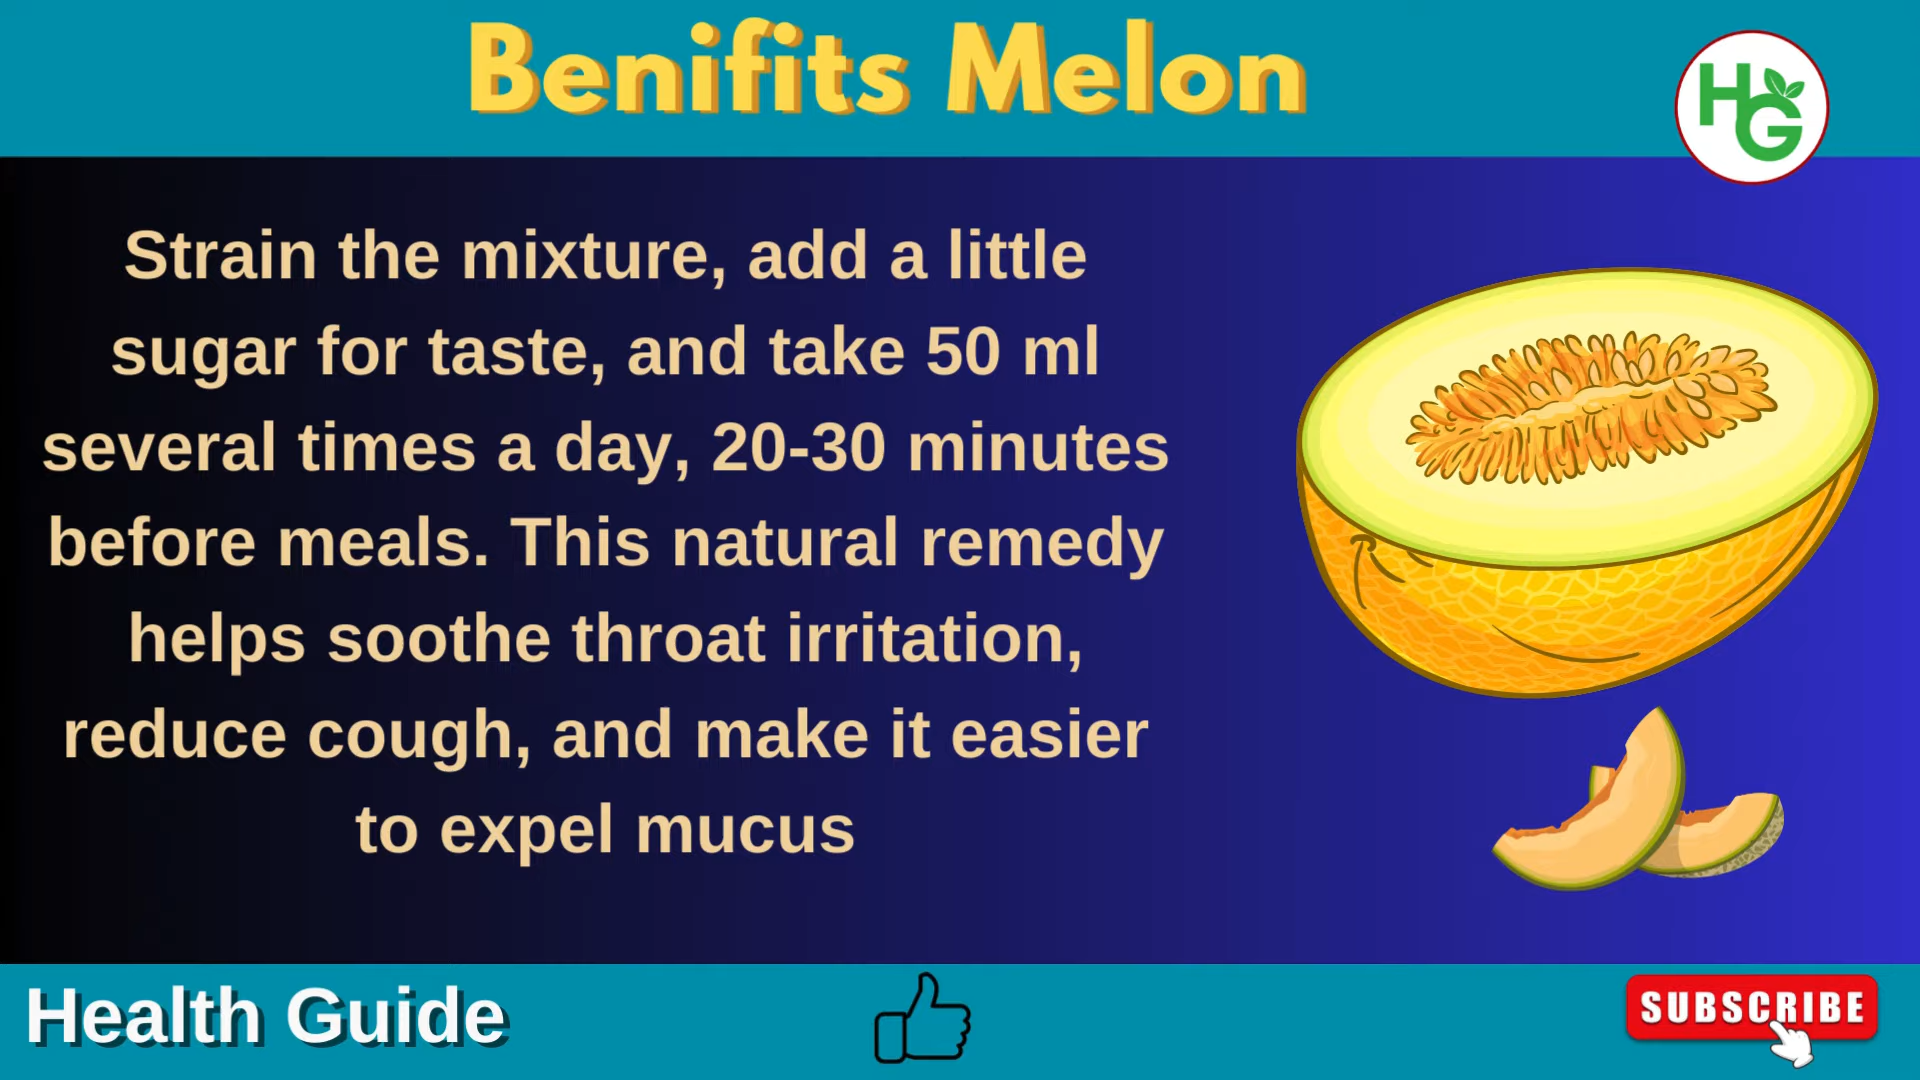 Benifits Melon
HG
Strain the mixture, add a little
sugar for taste, and take 50 ml
several times a day, 20-30 minutes
before meals. This natural remedy
helps soothe throat irritation,
reduce cough, and make it easier
to expel mucus
Health Guide
SUBSCRIBE